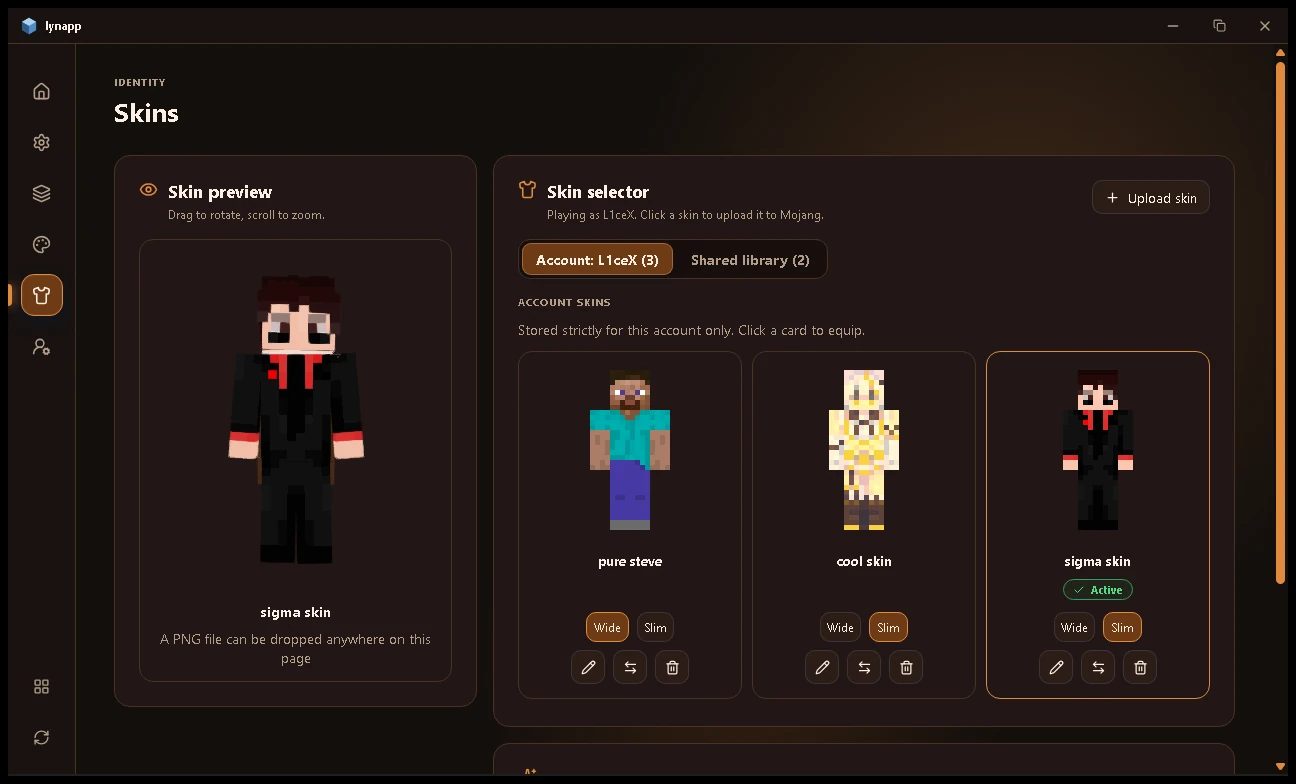 lynapp
IDENTITY
Skins
Skin preview
Drag to rotate, scroll to zoom.
sigma skin
A PNG file can be dropped anywhere on this
page
Skin selector
Playing as L1ceX. Click a skin to upload it to Mojang.
Upload skin
Account: L1ceX (3)
Shared library (2)
ACCOUNT SKINS
Stored strictly for this account only. Click a card to equip.
pure steve
Wide Slim
cool skin
Wide Slim
sigma skin
Active
Wide Slim